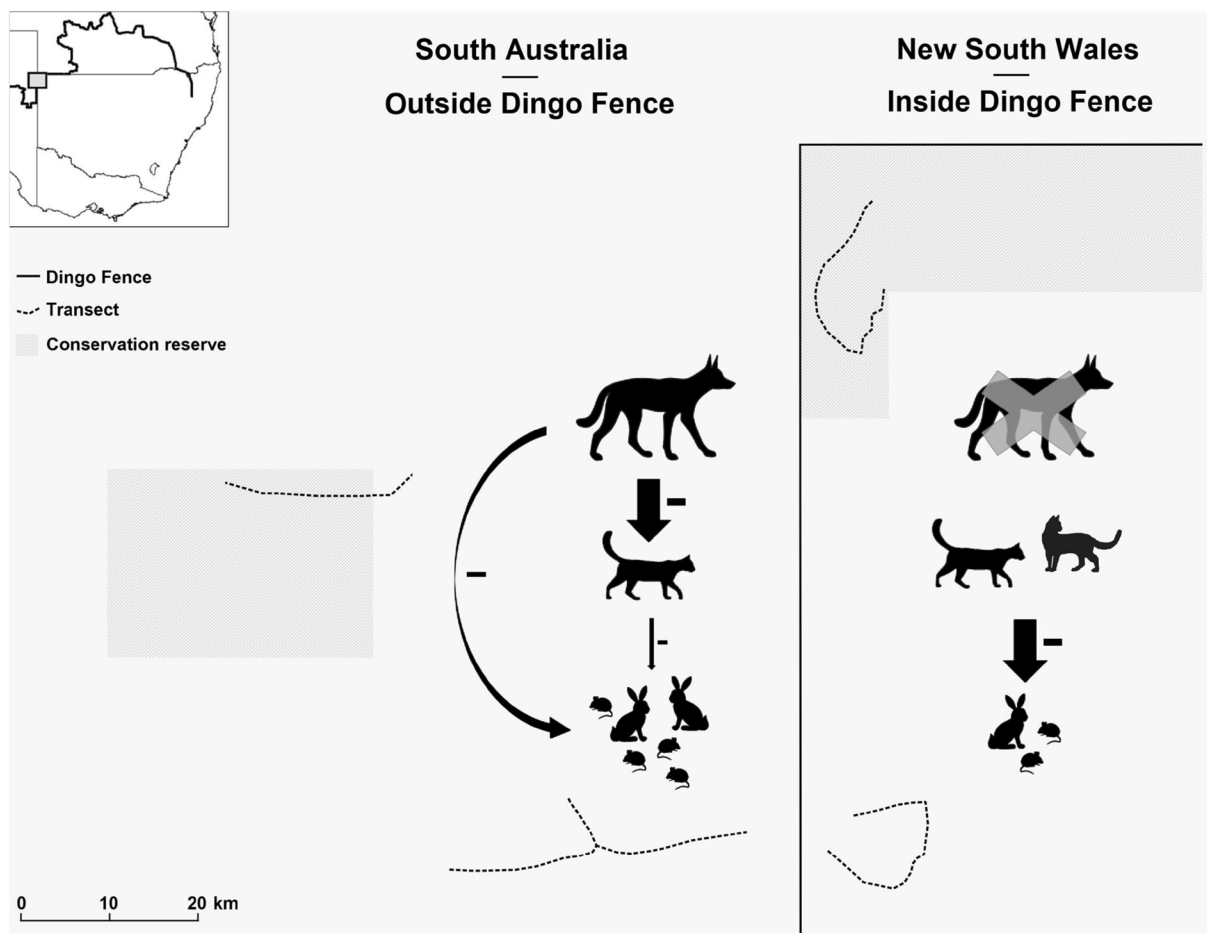 South Australia
Outside Dingo Fence
New South Wales
Inside Dingo Fence
Dingo Fence
Transect
Conservation reserve
-
-
-
-
0 10 20 km